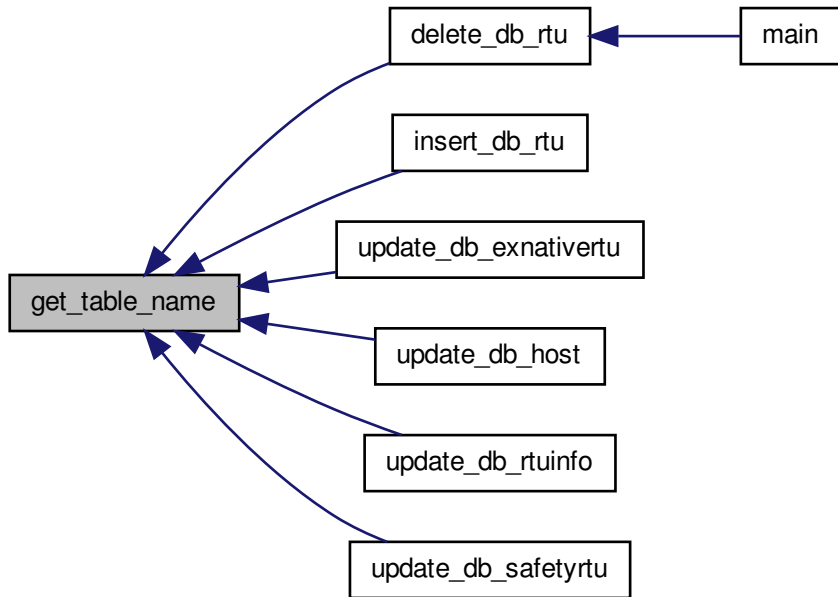 delete_db_rtu
main
insert_db_rtu
update_db_exnativertu
get_table_name
update_db_host
update_db_rtuinfo
update_db_safetyrtu